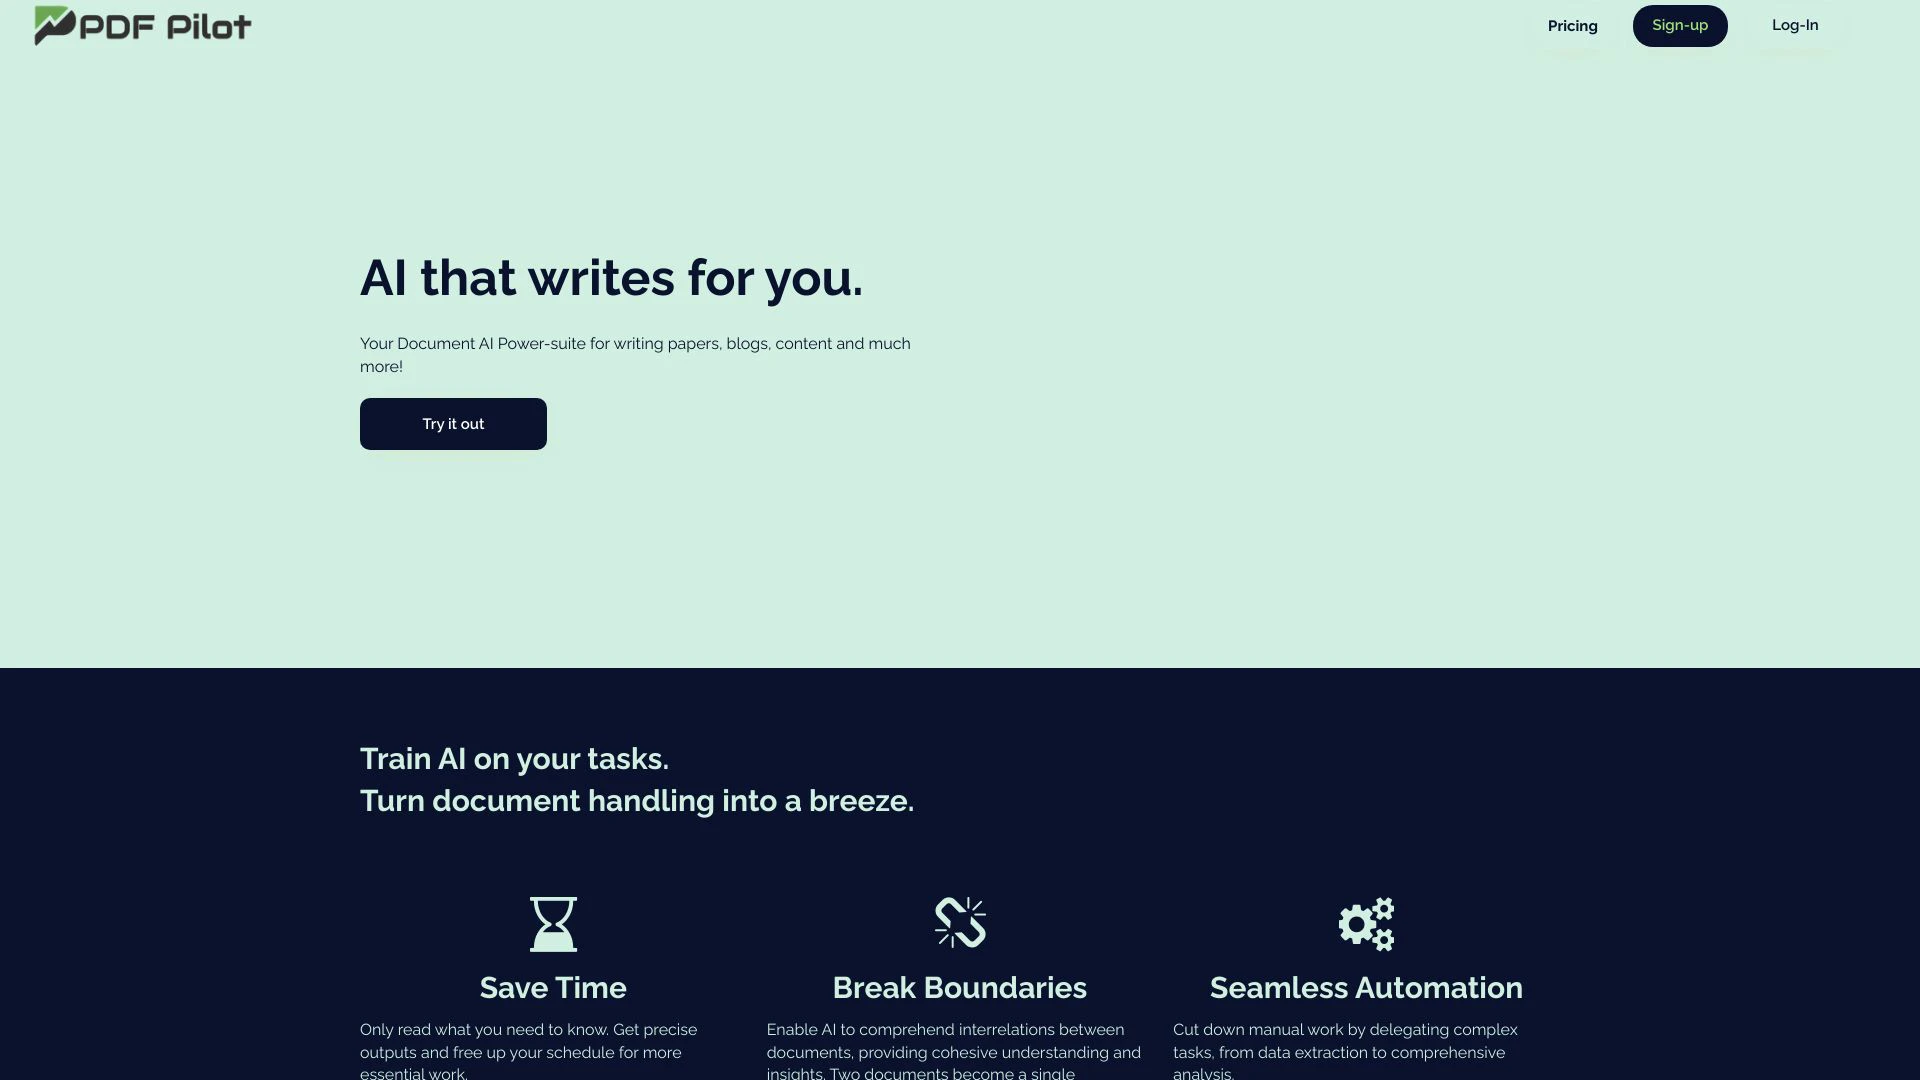 PDF Pilot
Pricing
Sign-up
Log-In
AI that writes for you.
Your Document AI Power-suite for writing papers, blogs, content and much
more!
Try it out
Train AI on your tasks.
Turn document handling into a breeze.
Save Time
Only read what you need to know. Get precise
outputs and free up your schedule for more
essential work.
Break Boundaries
Enable AI to comprehend interrelations between
documents, providing cohesive understanding and
insights. Two documents become a single
Seamless Automation
Cut down manual work by delegating complex
tasks, from data extraction to comprehensive
analysis.